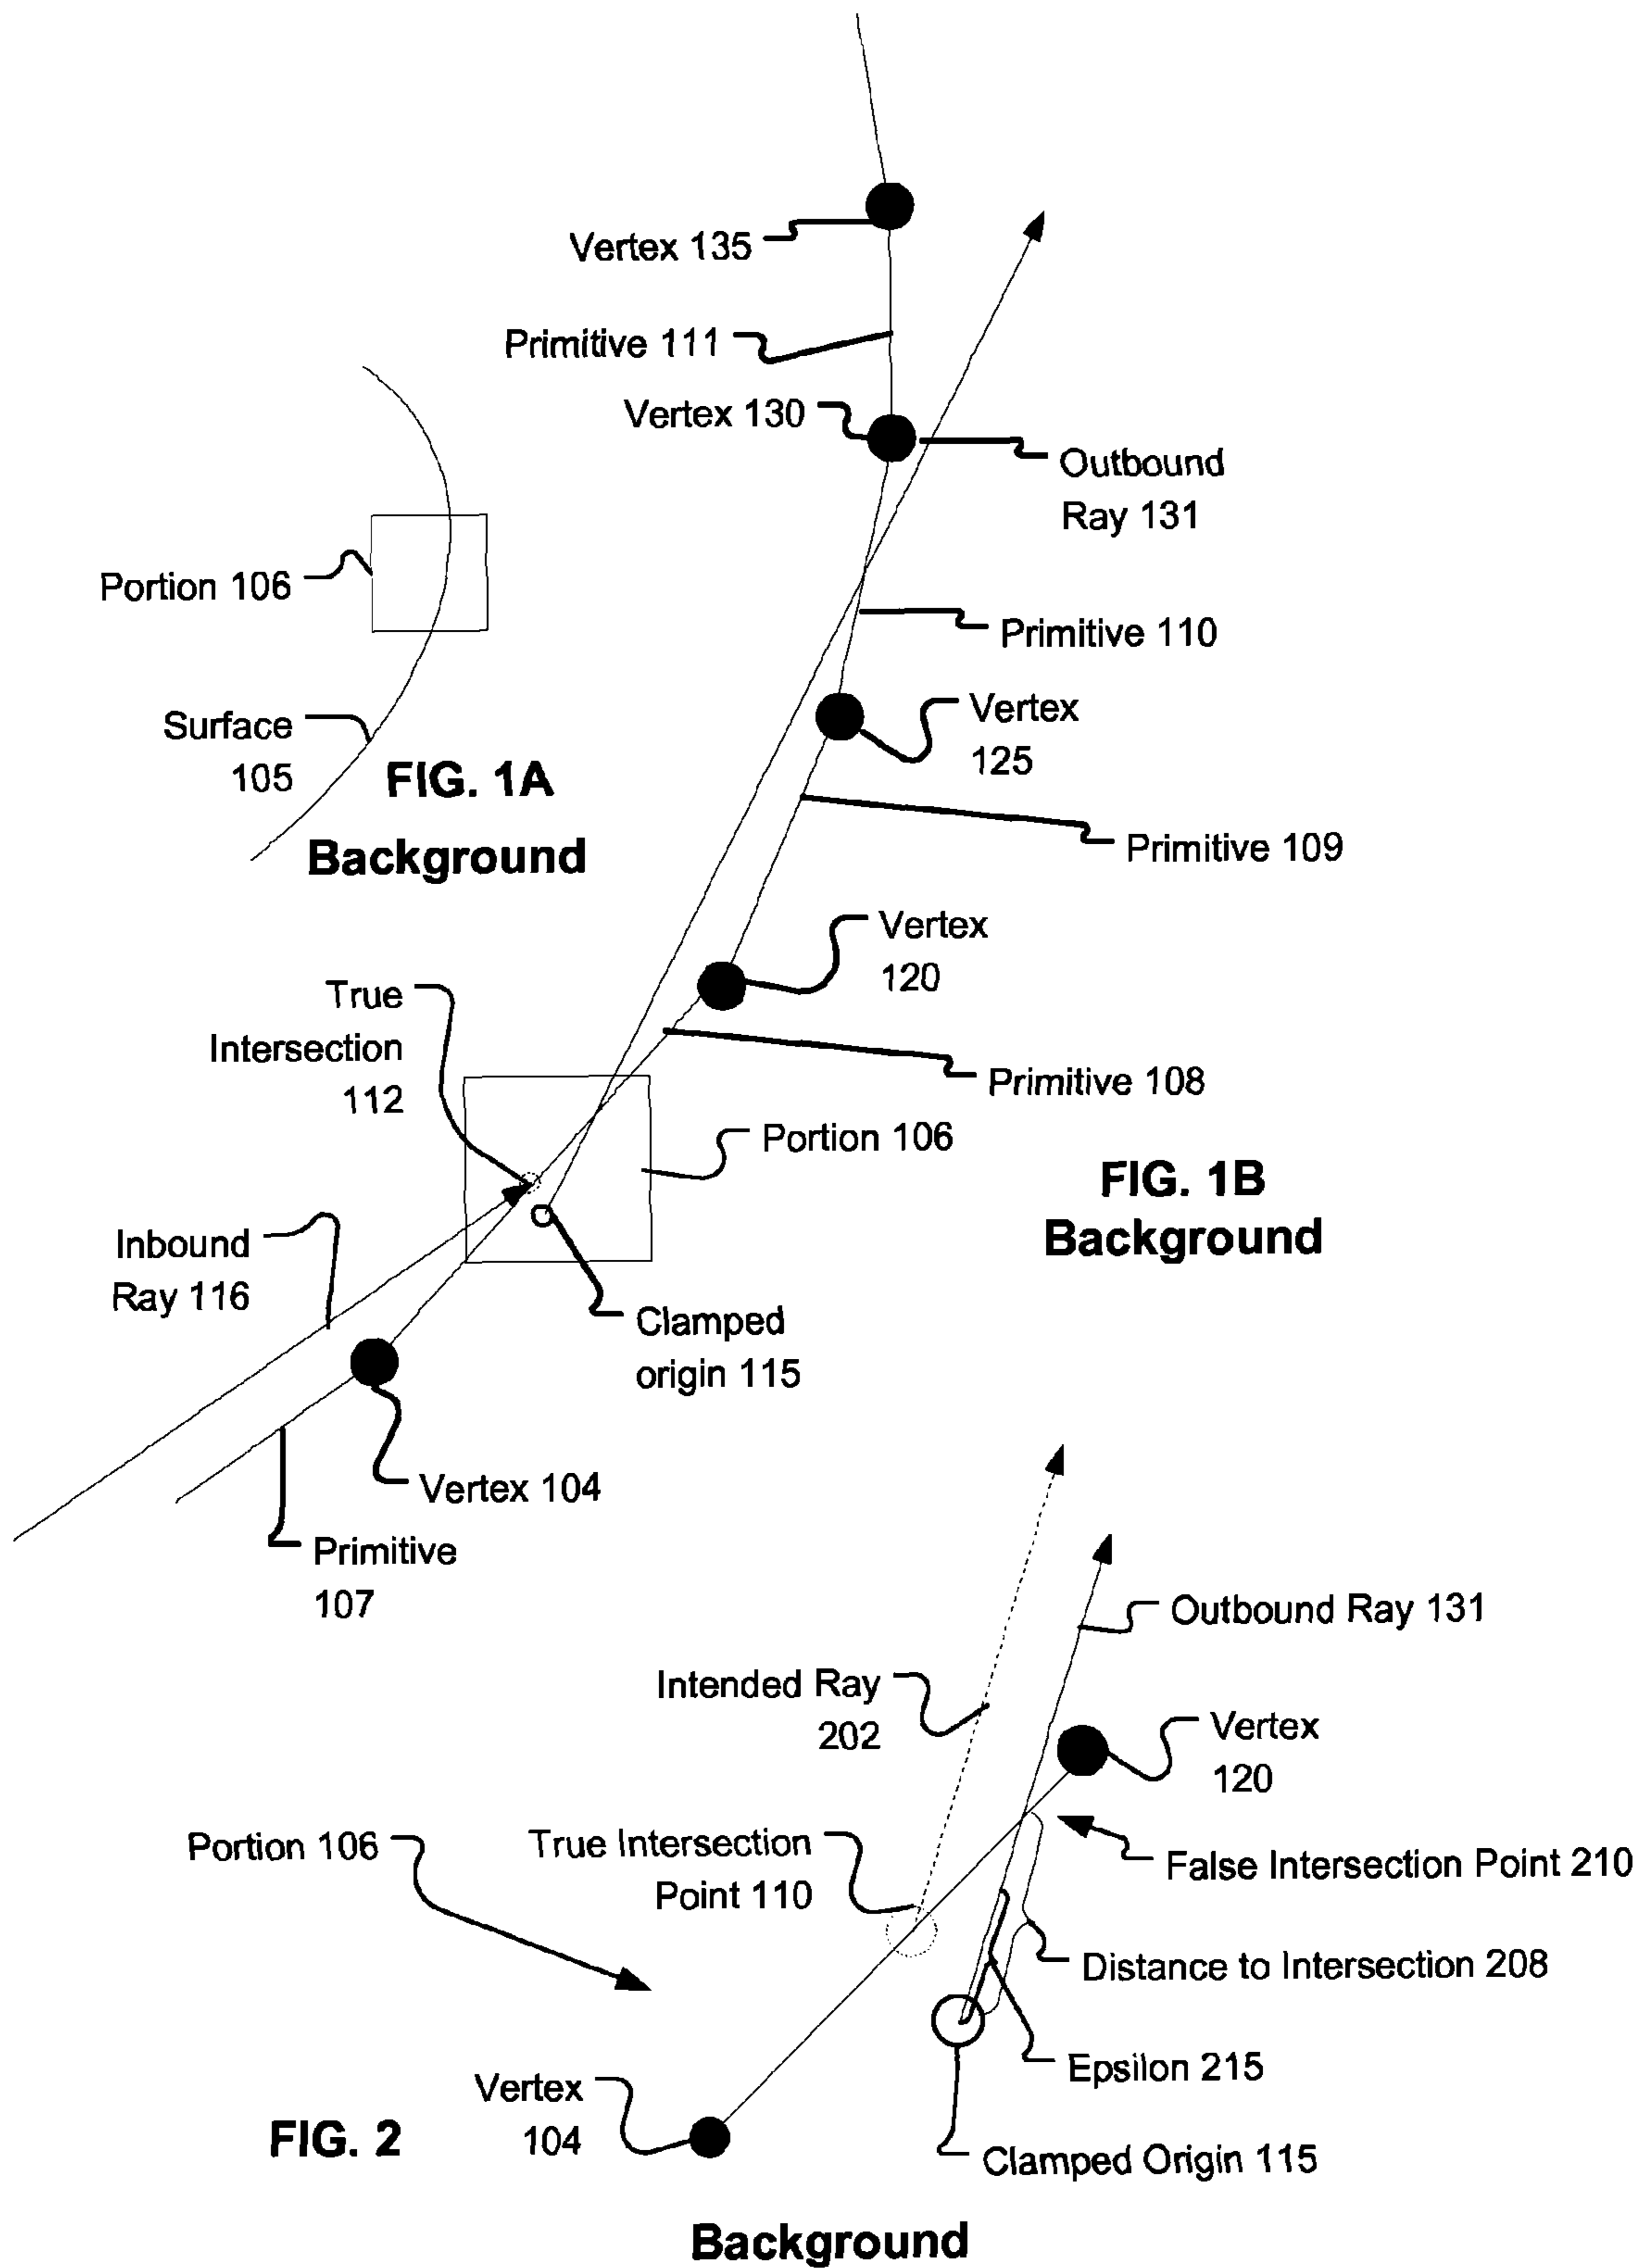 Vertex 135
Primitive 111
Vertex 130
Outbound
Ray 131
Portion 106
Primitive 110
Surface
105
Vertex
125
FIG. 1A
Background
Primitive 109
Vertex
120
True
Intersection
112
Primitive 108
Portion 106
FIG. 1B
Background
Inbound
Ray 116
Clamped
origin 115
Vertex 104
Primitive
107
Outbound Ray 131
Intended Ray
202
Vertex
120
Portion 106
True Intersection
Point 110
False Intersection Point 210
Distance to Intersection 208
Epsilon 215
Vertex
104
FIG. 2
Clamped Origin 115
Background